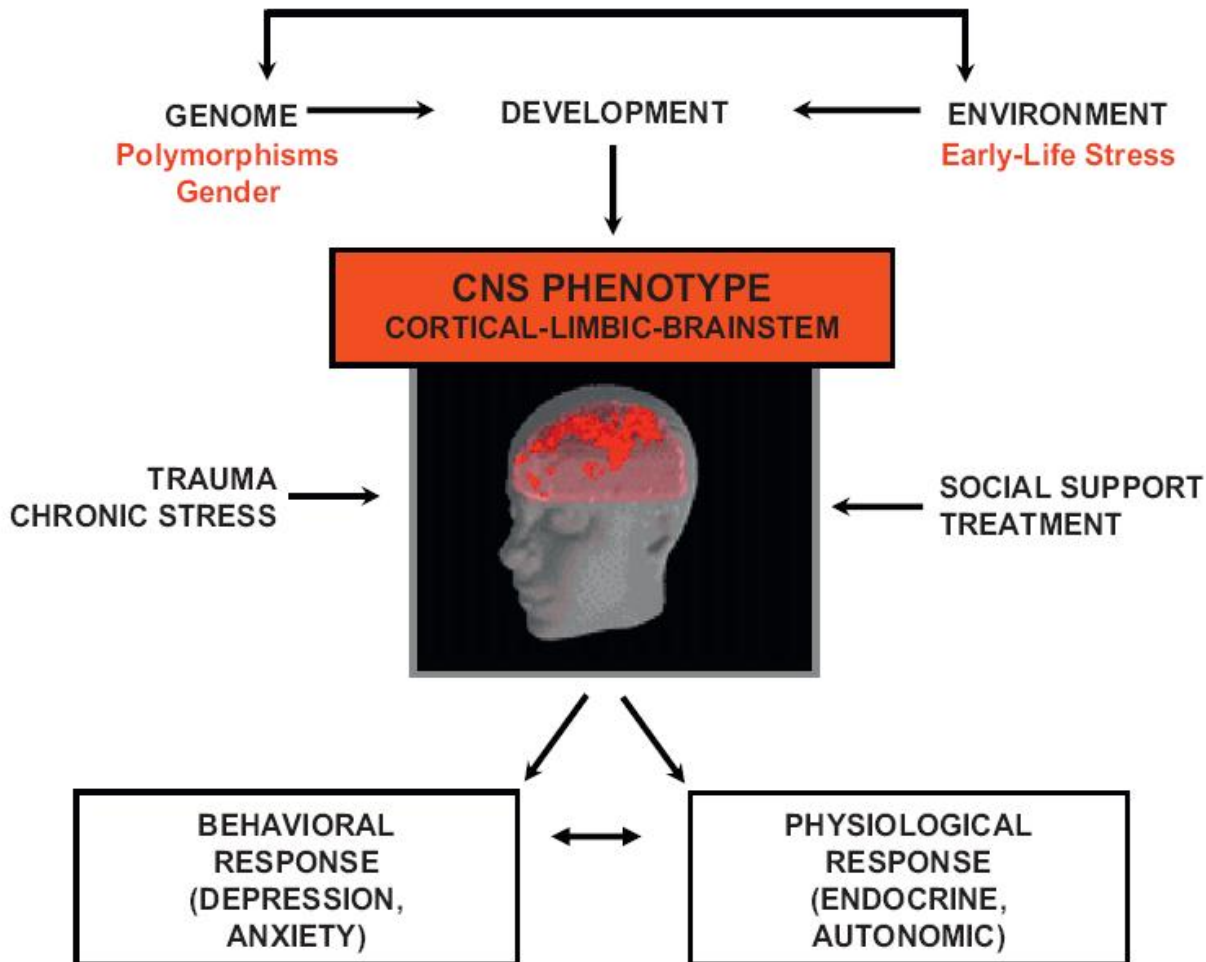 GENOME
Polymorphisms
Gender
DEVELOPMENT
ENVIRONMENT
Early-Life Stress
CNS PHENOTYPE
CORTICAL-LIMBIC-BRAINSTEM
TRAUMA
CHRONIC STRESS
SOCIAL SUPPORT
TREATMENT
BEHAVIORAL
RESPONSE
(DEPRESSION,
ANXIETY)
PHYSIOLOGICAL
RESPONSE
(ENDOCRINE,
AUTONOMIC)